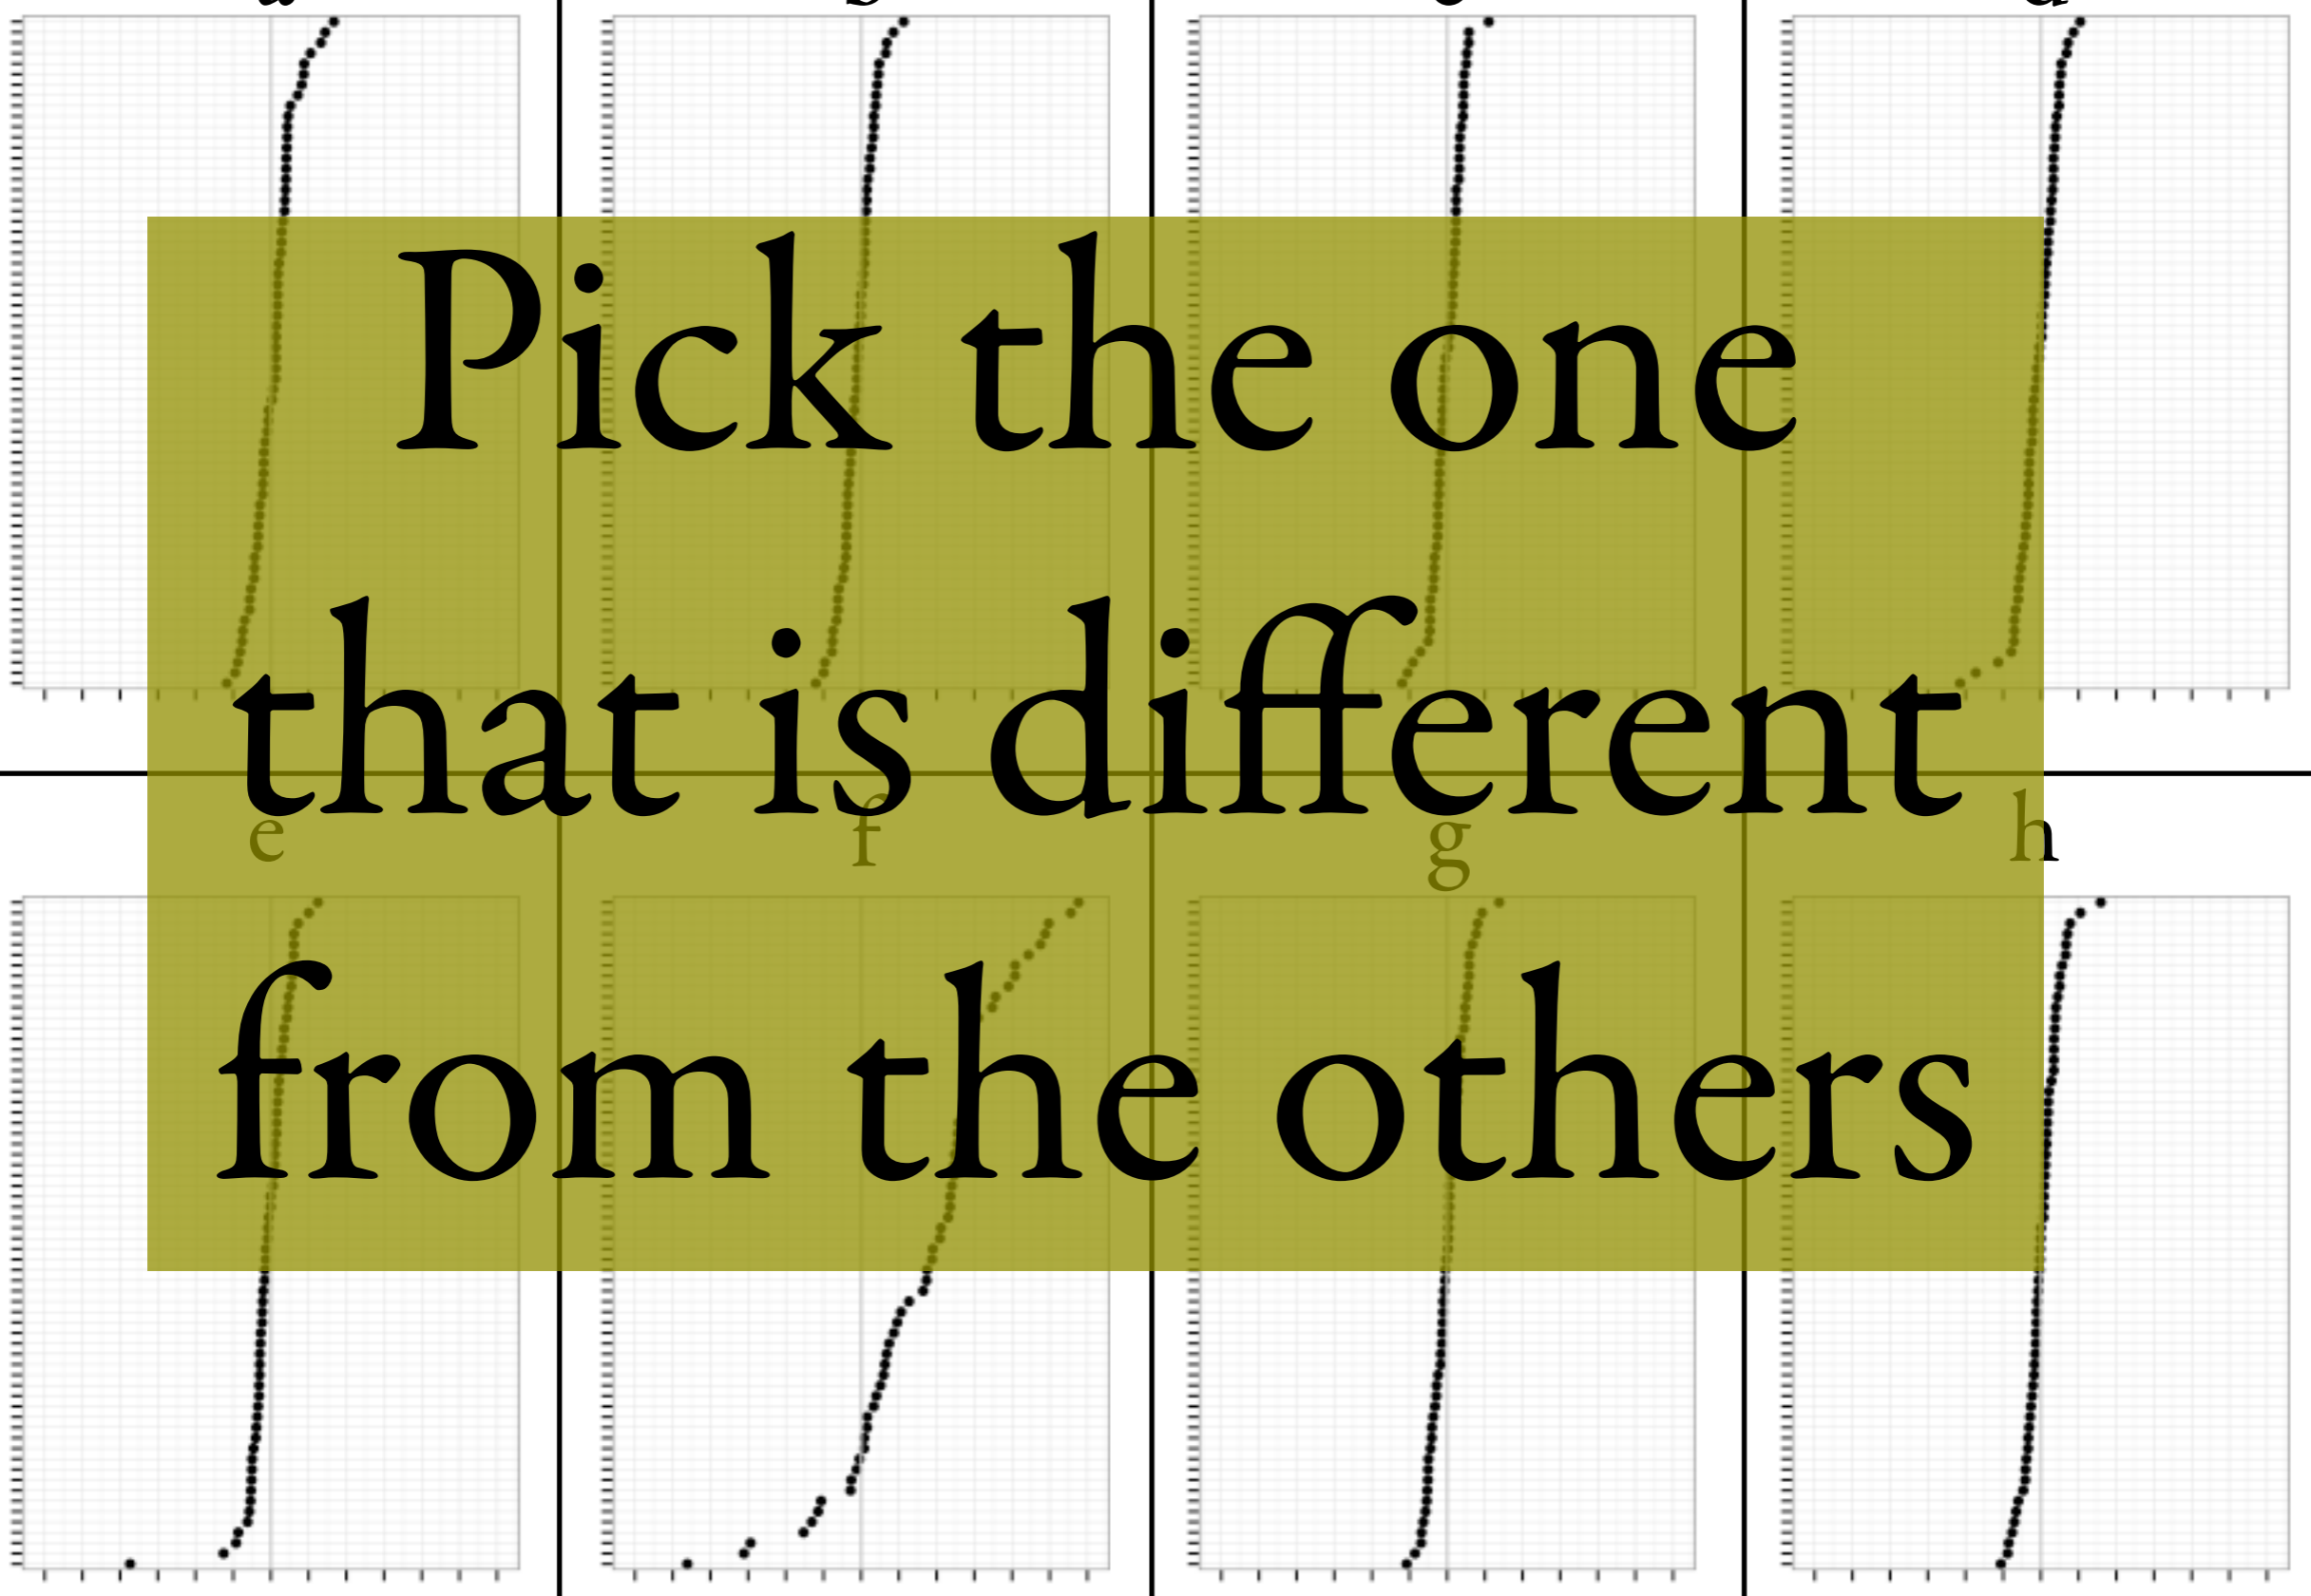 Pick the one
that is different
e f g h
from the others